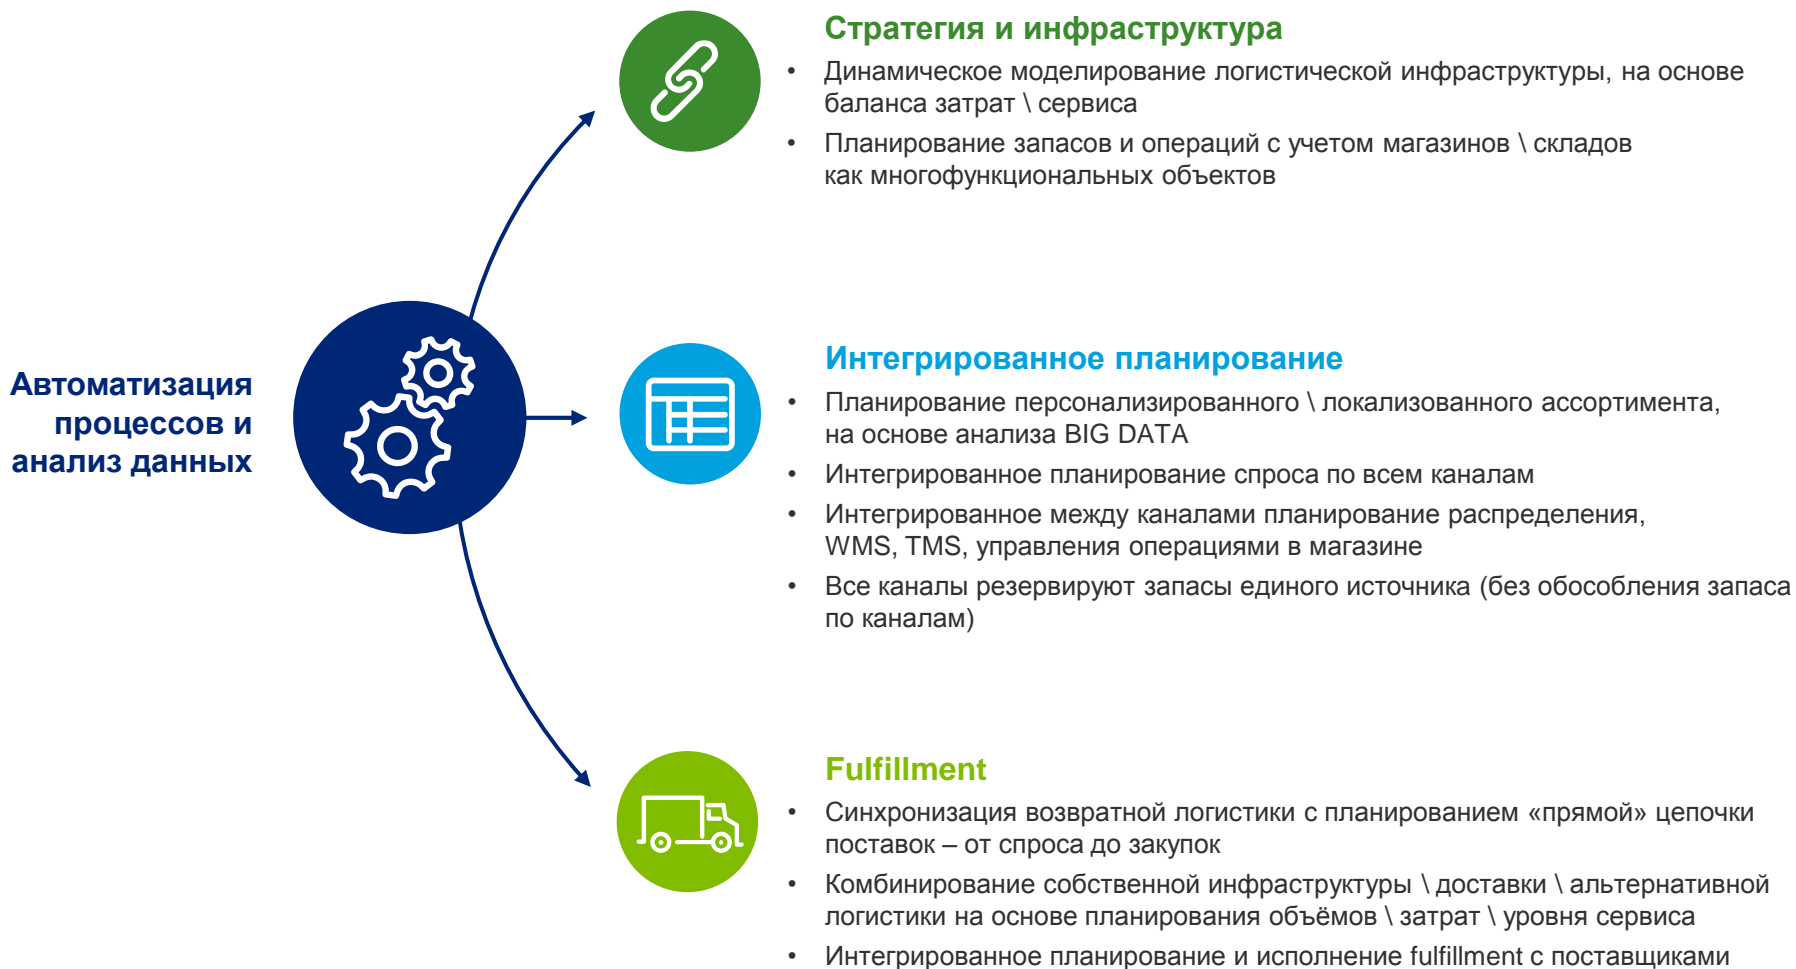 Стратегия и инфраструктура
• Динамическое моделирование логистической инфраструктуры, на основе
баланса затрат \ сервиса
• Планирование запасов и операций с учетом магазинов \ складов
как многофункциональных объектов
Автоматизация
процессов и
анализ данных
Интегрированное планирование
• Планирование персонализированного \ локализованного ассортимента,
на основе анализа BIG DATA
• Интегрированное планирование спроса по всем каналам
• Интегрированное между каналами планирование распределения,
WMS, TMS, управления операциями в магазине
• Все каналы резервируют запасы единого источника (без обособления запаса
по каналам)
Fulfillment
• Синхронизация возвратной логистики с планированием «прямой» цепочки
поставок – от спроса до закупок
• Комбинирование собственной инфраструктуры \ доставки \ альтернативной
логистики на основе планирования объёмов \ затрат \ уровня сервиса
• Интегрированное планирование и исполнение fulfillment с поставщиками